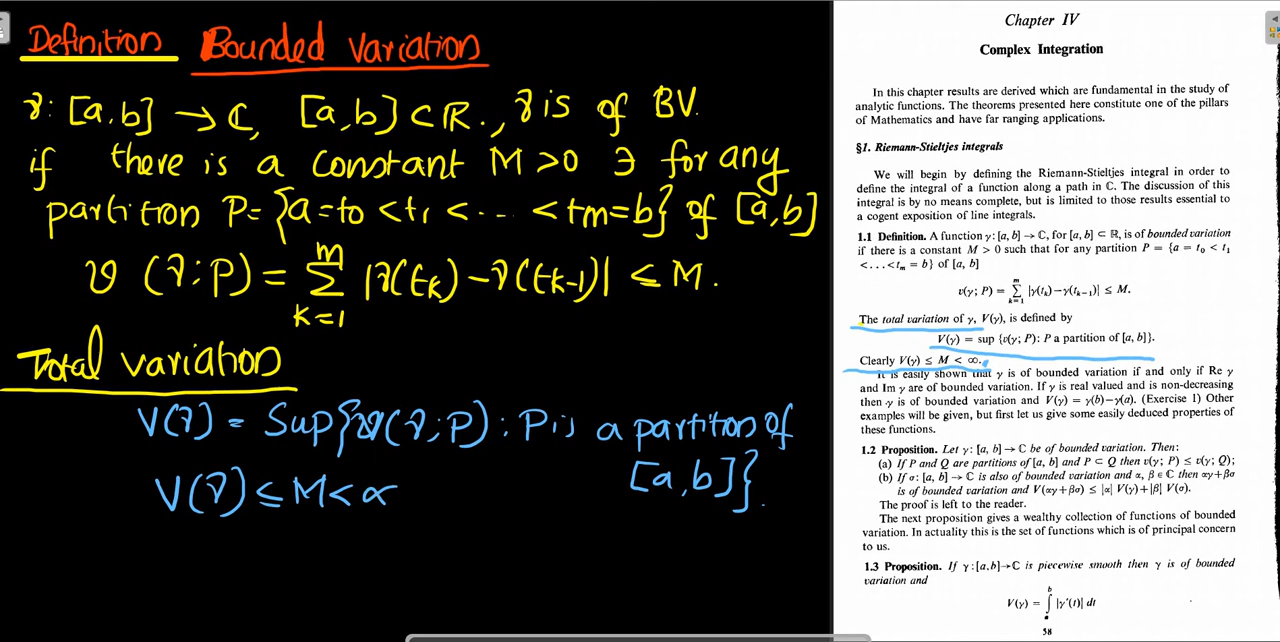 Definition Bounded Variation
γ: [a,b] → ℂ, [a,b] ⊂ ℝ., γ is of BV.
if there is a constant M > 0 ∋ for any
partition P = {a = t₀ < t₁ < ... < tₘ = b} of [a,b]
v (γ; P) = Σ_{k=1}^{m} |γ(tₖ) − γ(tₖ₋₁)| ≤ M.
Total variation
V(γ) = Sup{v(γ; P) : P is a partition of
[a,b]}.
V(γ) ≤ M < ∝
Chapter IV
Complex Integration
In this chapter results are derived which are fundamental in the study of
analytic functions. The theorems presented here constitute one of the pillars
of Mathematics and have far ranging applications.
§1. Riemann-Stieltjes integrals
We will begin by defining the Riemann-Stieltjes integral in order to
define the integral of a function along a path in ℂ. The discussion of this
integral is by no means complete, but is limited to those results essential to
a cogent exposition of line integrals.
1.1 Definition. A function γ: [a, b] → ℂ, for [a, b] ⊂ ℝ, is of bounded variation
if there is a constant M > 0 such that for any partition P = {a = t₀ < t₁
<...< tₘ = b} of [a, b]
v(γ; P) = Σ_{k=1}^{m} |γ(tₖ)−γ(tₖ₋₁)| ≤ M.
The total variation of γ, V(γ), is defined by
V(γ) = sup {v(γ; P): P a partition of [a, b]}.
Clearly V(γ) ≤ M < ∞.
It is easily shown that γ is of bounded variation if and only if Re γ
and Im γ are of bounded variation. If γ is real valued and is non-decreasing
then γ is of bounded variation and V(γ) = γ(b)−γ(a). (Exercise 1) Other
examples will be given, but first let us give some easily deduced properties of
these functions.
1.2 Proposition. Let γ: [a, b] → ℂ be of bounded variation. Then:
(a) If P and Q are partitions of [a, b] and P ⊂ Q then v(γ; P) ≤ v(γ; Q);
(b) If σ: [a, b] → ℂ is also of bounded variation and α, β ∈ ℂ then αγ+βσ
is of bounded variation and V(αγ+βσ) ≤ |α| V(γ)+|β| V(σ).
The proof is left to the reader.
The next proposition gives a wealthy collection of functions of bounded
variation. In actuality this is the set of functions which is of principal concern
to us.
1.3 Proposition. If γ: [a,b]→ℂ is piecewise smooth then γ is of bounded
variation and
V(γ) = ∫_a^b |γ′(t)| dt
58